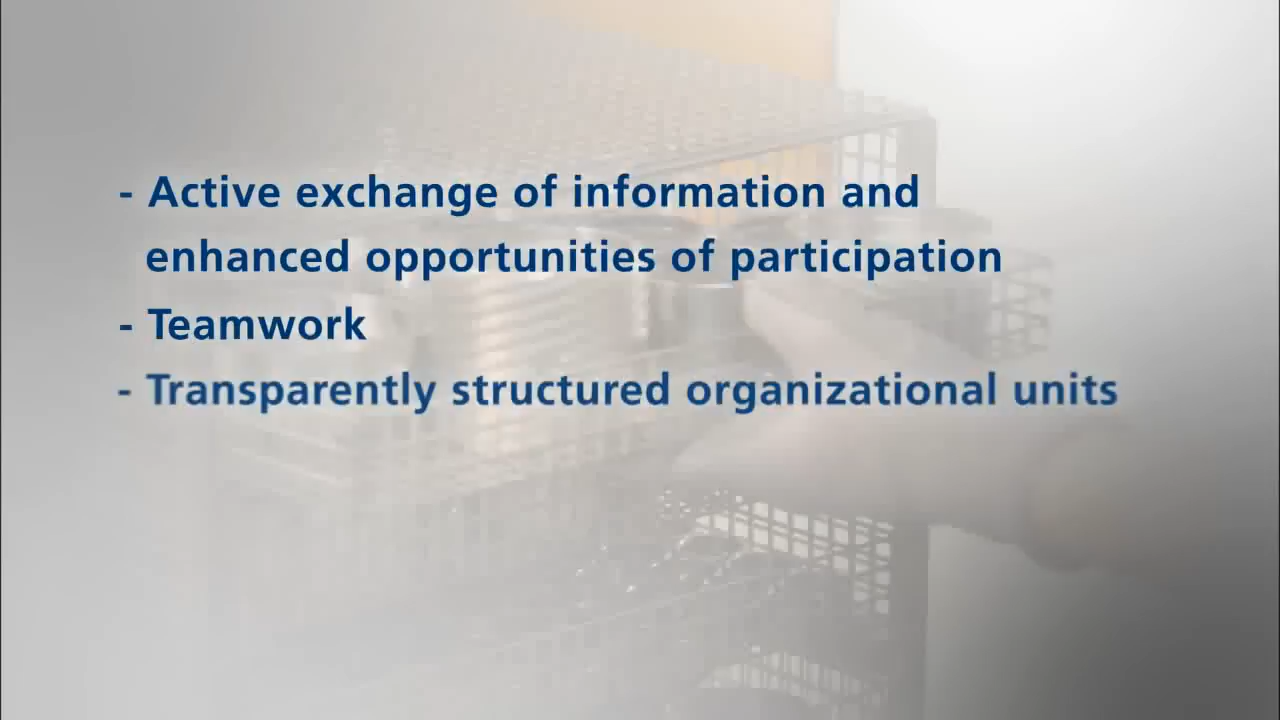 - Active exchange of information and
enhanced opportunities of participation
- Teamwork
- Transparently structured organizational units